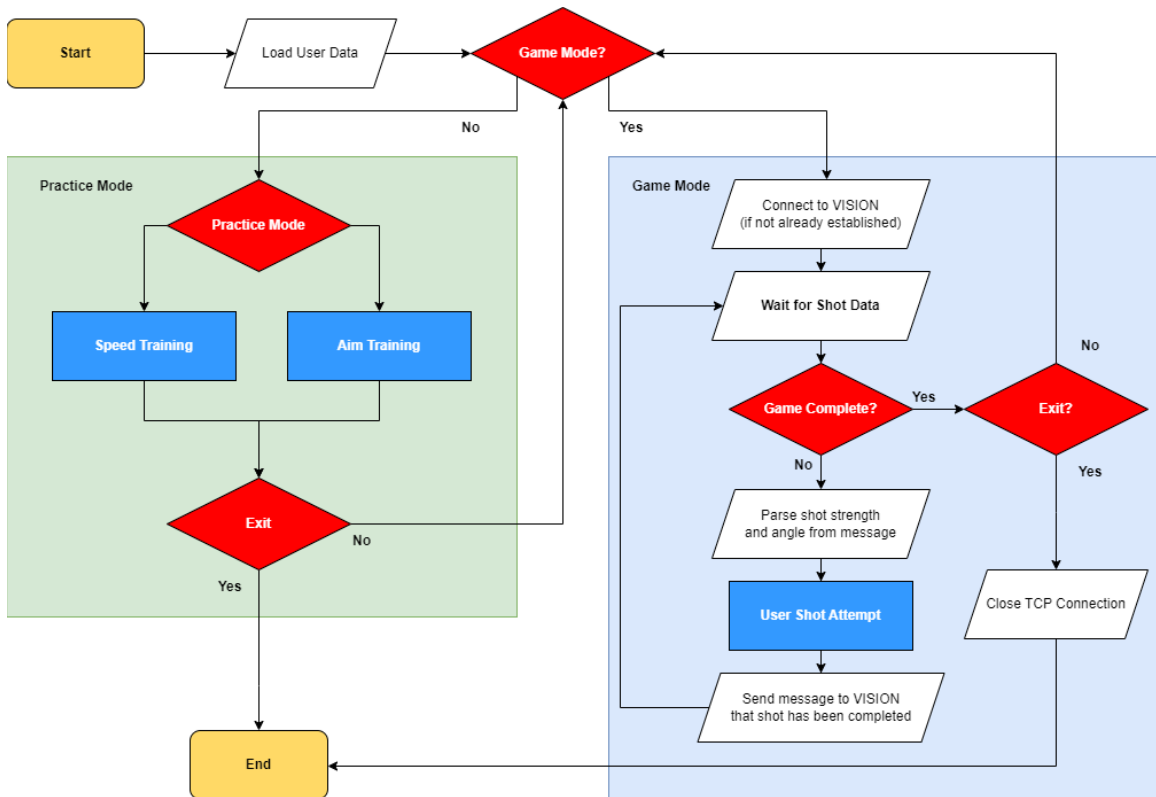 Start
Load User Data
Game Mode?
No
Yes
Practice Mode
Practice Mode
Speed Training
Aim Training
Exit
No
Yes
Game Mode
Connect to VISION
(if not already established)
Wait for Shot Data
Game Complete?
Yes
Exit?
No
No
Yes
Parse shot strength
and angle from message
User Shot Attempt
Close TCP Connection
Send message to VISION
that shot has been completed
End